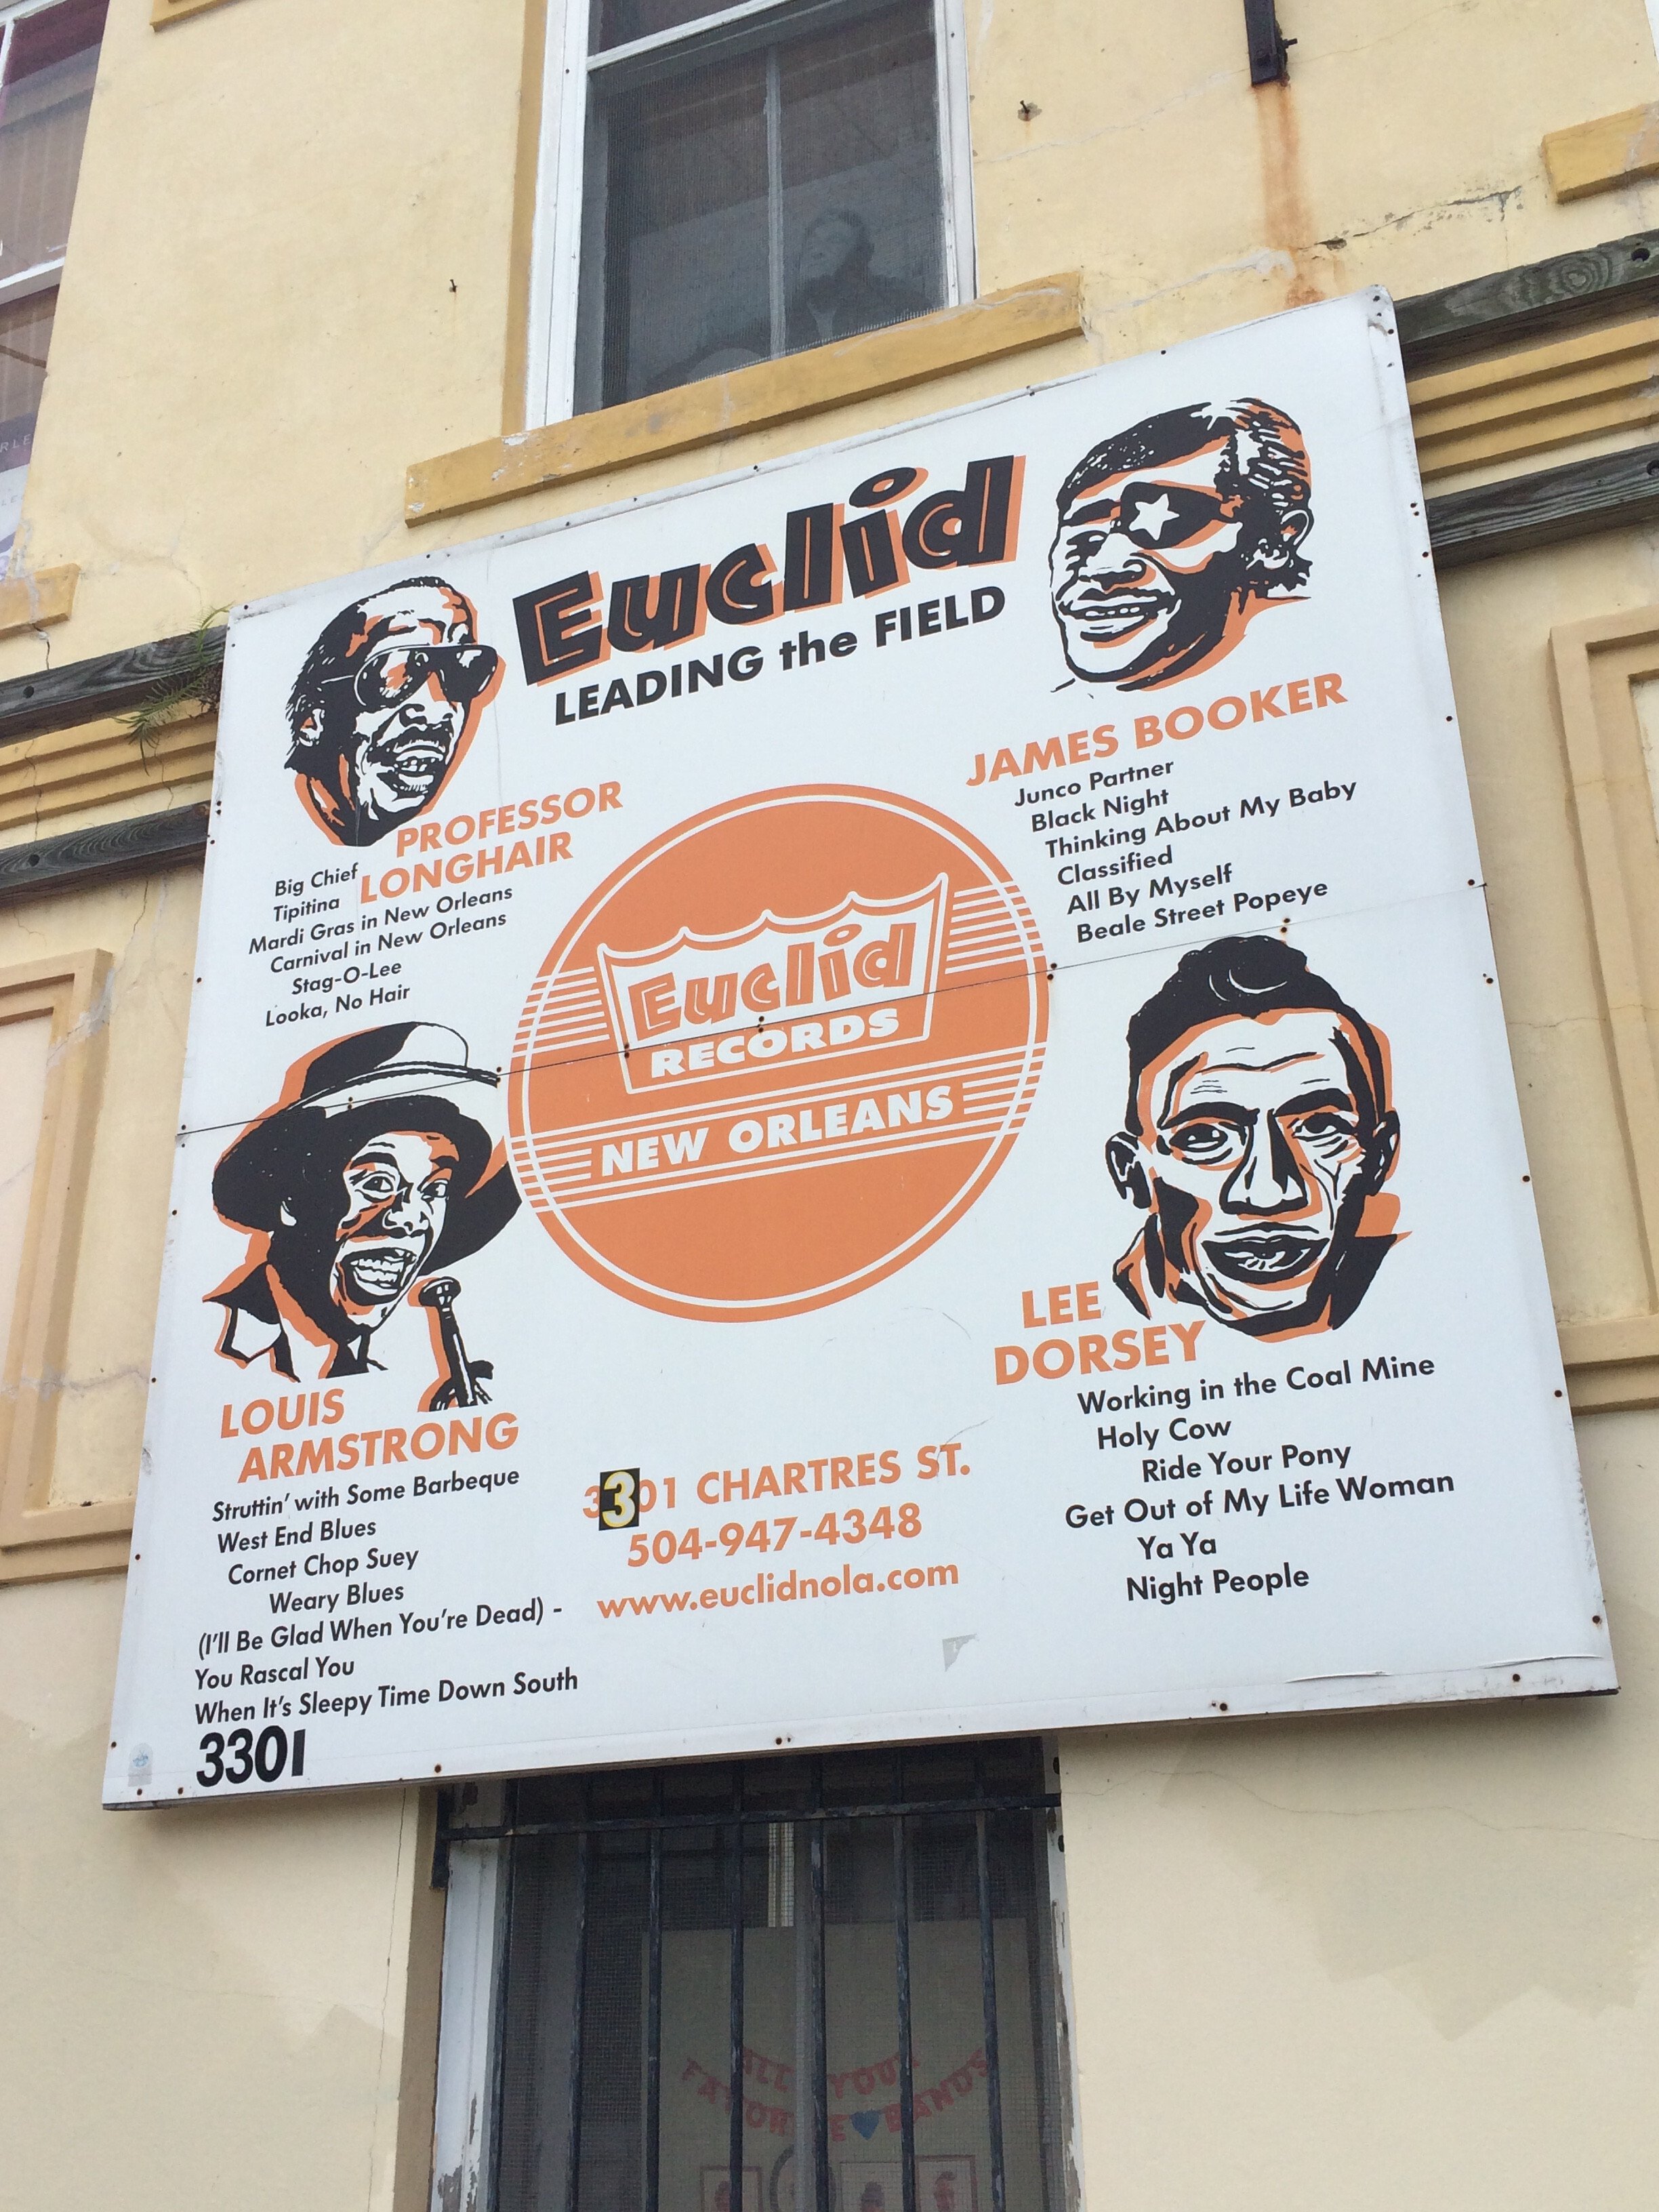 Euclid
LEADING the FIELD
PROFESSOR
LONGHAIR
Big Chief
Tipitina
Mardi Gras in New Orleans
Carnival in New Orleans
Stag-O-Lee
Looka, No Hair
JAMES BOOKER
Junco Partner
Black Night
Thinking About My Baby
Classified
All By Myself
Beale Street Popeye
Euclid
RECORDS
NEW ORLEANS
LOUIS
ARMSTRONG
Struttin' with Some Barbeque
West End Blues
Cornet Chop Suey
Weary Blues
(I'll Be Glad When You're Dead) -
You Rascal You
When It's Sleepy Time Down South
3301
LEE
DORSEY
Working in the Coal Mine
Holy Cow
Ride Your Pony
Get Out of My Life Woman
Ya Ya
Night People
3301 CHARTRES ST.
504-947-4348
www.euclidnola.com
ALL YOUR
BANDS